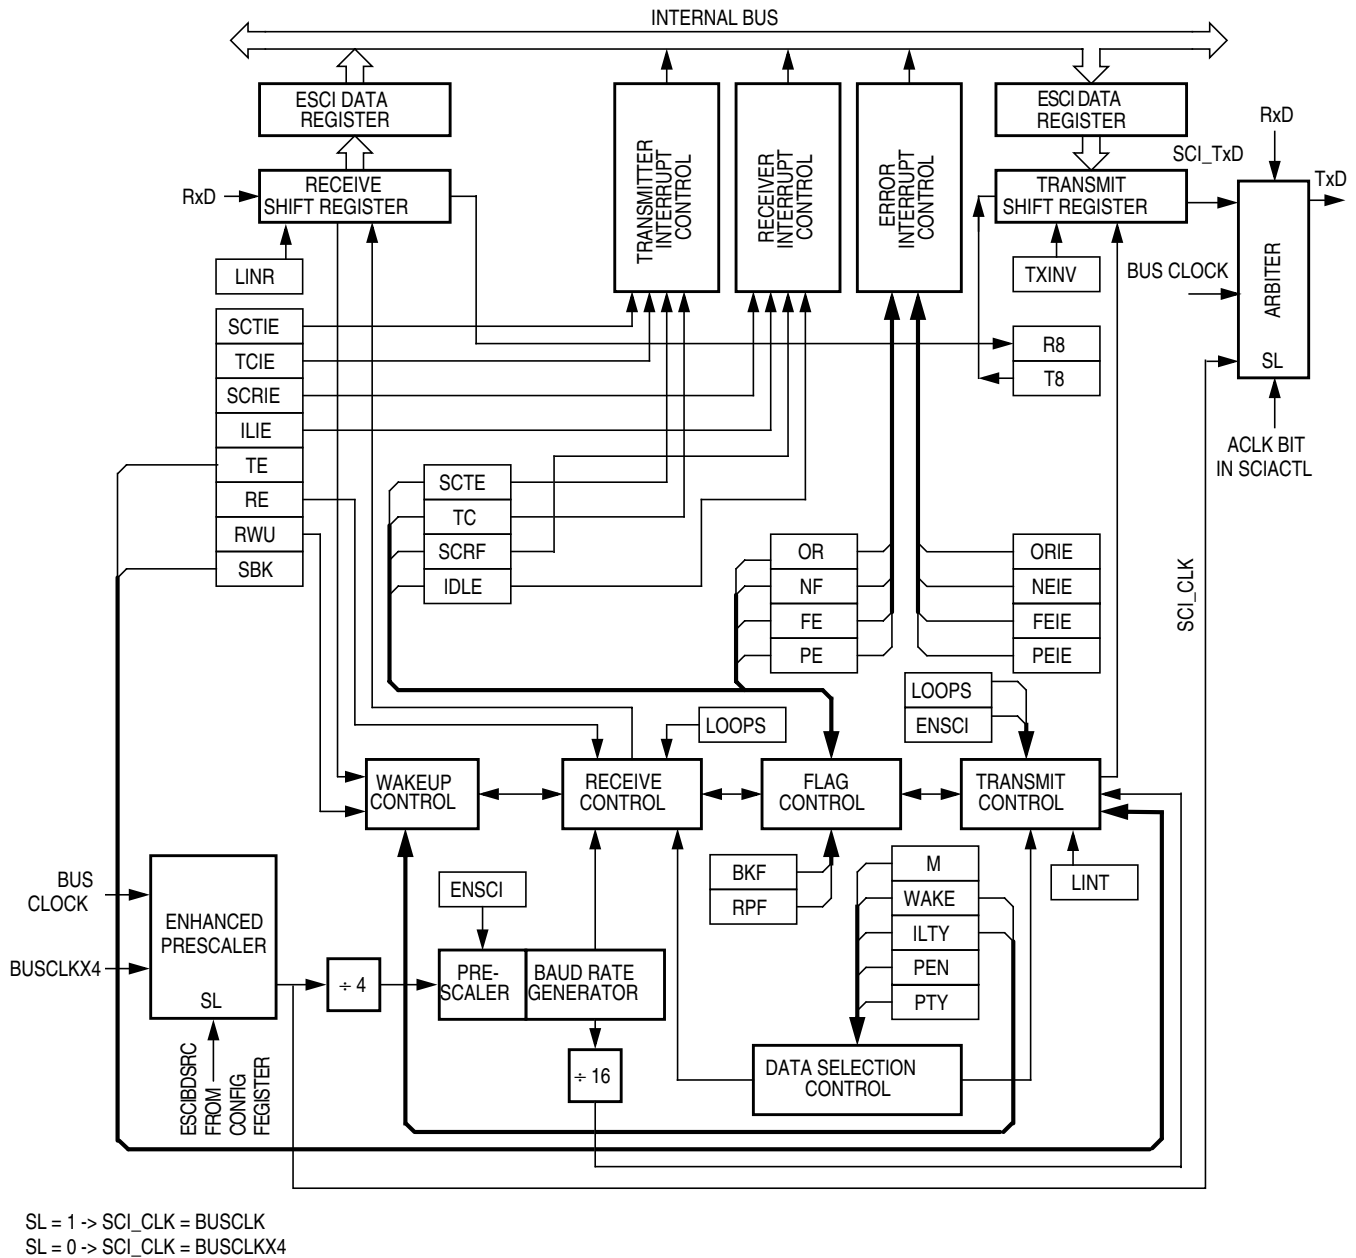 INTERNAL BUS
ESCI DATA
REGISTER
ESCI DATA
REGISTER
RxD
SCI_TxD
TxD
RxD
RECEIVE
SHIFT REGISTER
TRANSMITTER
INTERRUPT
CONTROL
RECEIVER
INTERRUPT
CONTROL
ERROR
INTERRUPT
CONTROL
TRANSMIT
SHIFT REGISTER
LINR
TXINV
BUS CLOCK
ARBITER
SL
SCTIE
TCIE
SCRIE
ILIE
TE
RE
RWU
SBK
R8
T8
ACLK BIT
IN SCIACTL
SCTE
TC
SCRF
IDLE
OR
NF
FE
PE
ORIE
NEIE
FEIE
PEIE
SCI_CLK
LOOPS
LOOPS
ENSCI
WAKEUP
CONTROL
RECEIVE
CONTROL
FLAG
CONTROL
TRANSMIT
CONTROL
BKF
RPF
M
WAKE
ILTY
PEN
PTY
LINT
BUS
CLOCK
BUSCLKX4
ENHANCED
PRESCALER
SL
ENSCI
÷ 4
PRE-
SCALER
BAUD RATE
GENERATOR
÷ 16
DATA SELECTION
CONTROL
ESCIBDSRC
FROM
CONFIG
FEGISTER
SL = 1 -> SCI_CLK = BUSCLK
SL = 0 -> SCI_CLK = BUSCLKX4